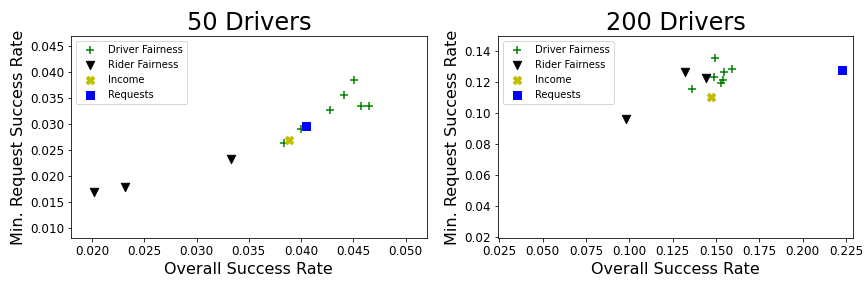 50 Drivers
Min. Request Success Rate
0.045
0.040
0.035
0.030
0.025
0.020
0.015
0.010
Driver Fairness
Rider Fairness
Income
Requests
0.020 0.025 0.030 0.035 0.040 0.045 0.050
Overall Success Rate
200 Drivers
Min. Request Success Rate
0.14
0.12
0.10
0.08
0.06
0.04
0.02
Driver Fairness
Rider Fairness
Income
Requests
0.025 0.050 0.075 0.100 0.125 0.150 0.175 0.200 0.225
Overall Success Rate